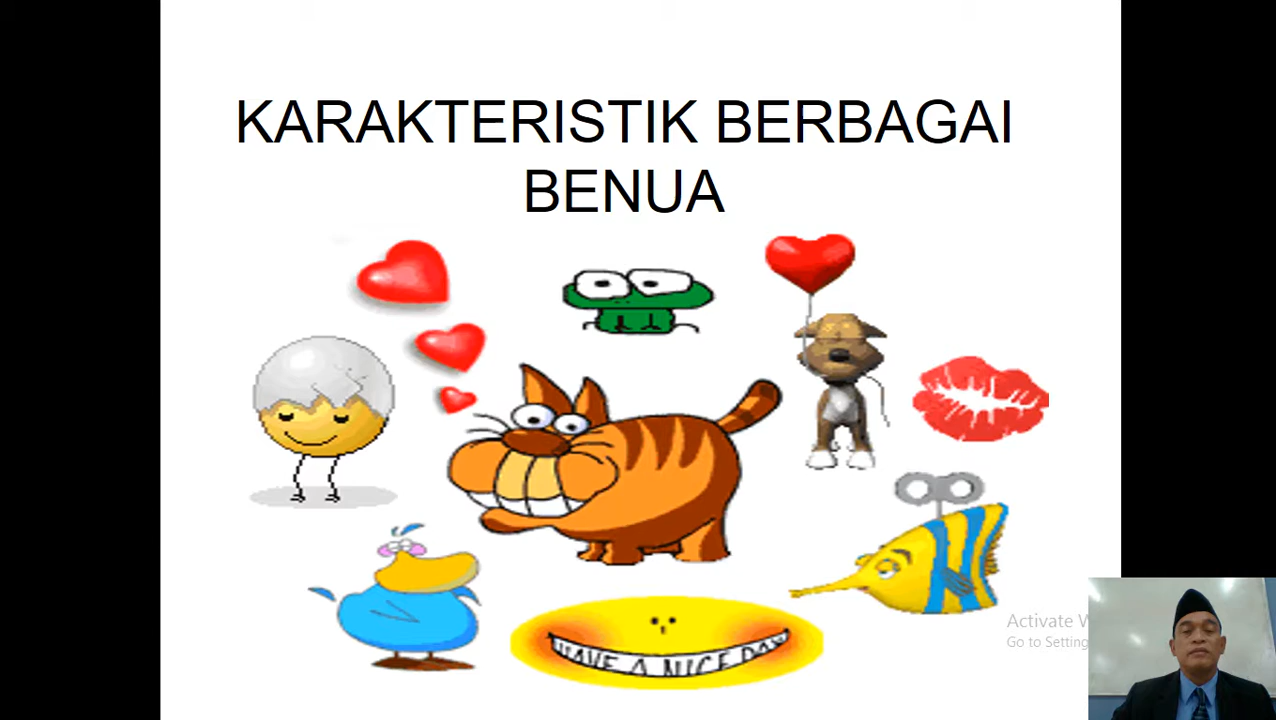 KARAKTERISTIK BERBAGAI
BENUA
HAVE A NICE DAY
Activate
Go to Setting